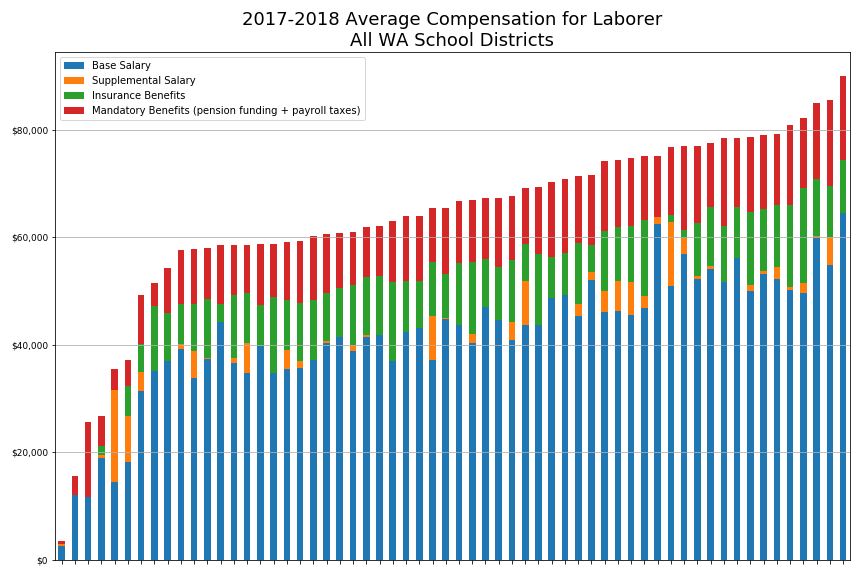 2017-2018 Average Compensation for Laborer
All WA School Districts
Base Salary
Supplemental Salary
Insurance Benefits
Mandatory Benefits (pension funding + payroll taxes)
$80,000
$60,000
$40,000
$20,000
$0